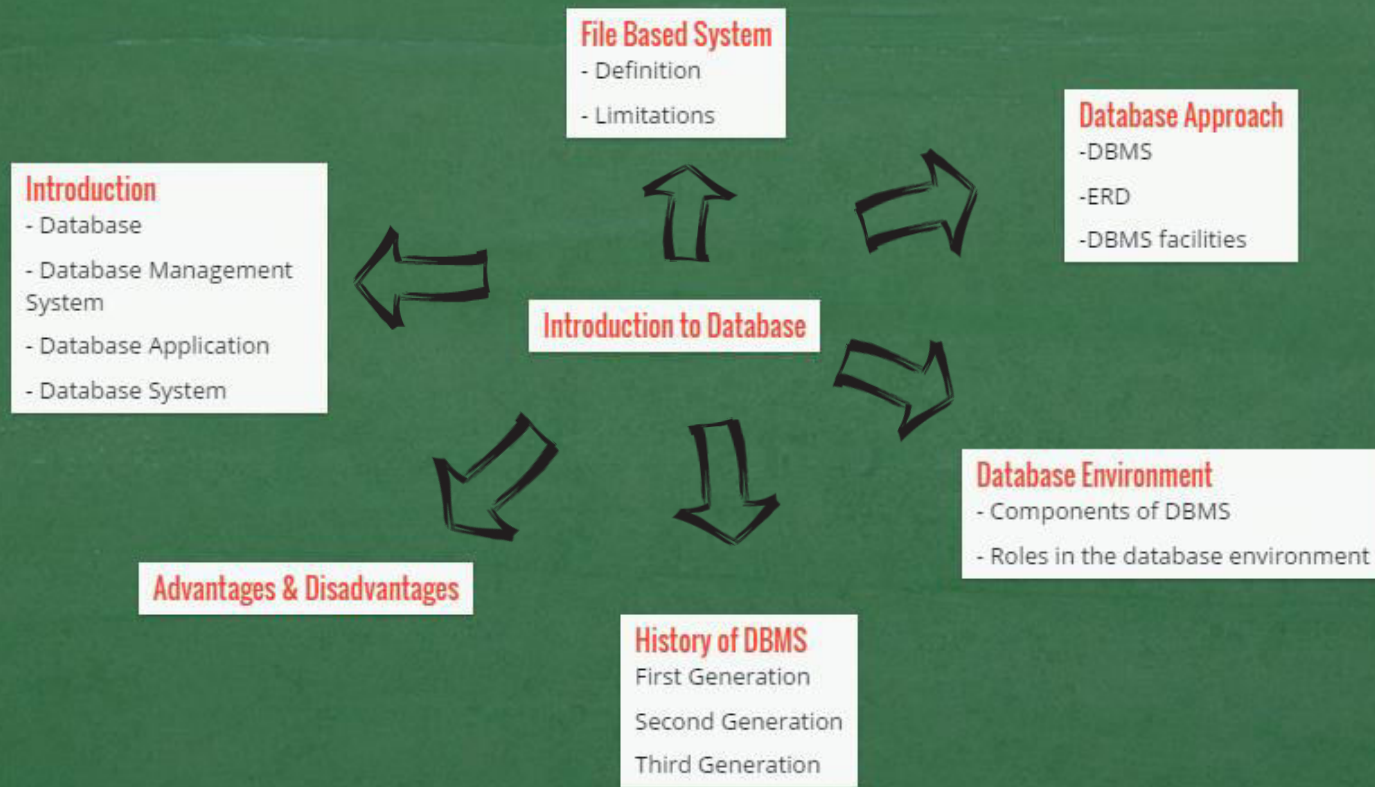 File Based System
- Definition
- Limitations
Database Approach
-DBMS
-ERD
-DBMS facilities
Introduction
- Database
- Database Management
System
- Database Application
- Database System
Introduction to Database
Database Environment
- Components of DBMS
- Roles in the database environment
Advantages & Disadvantages
History of DBMS
First Generation
Second Generation
Third Generation